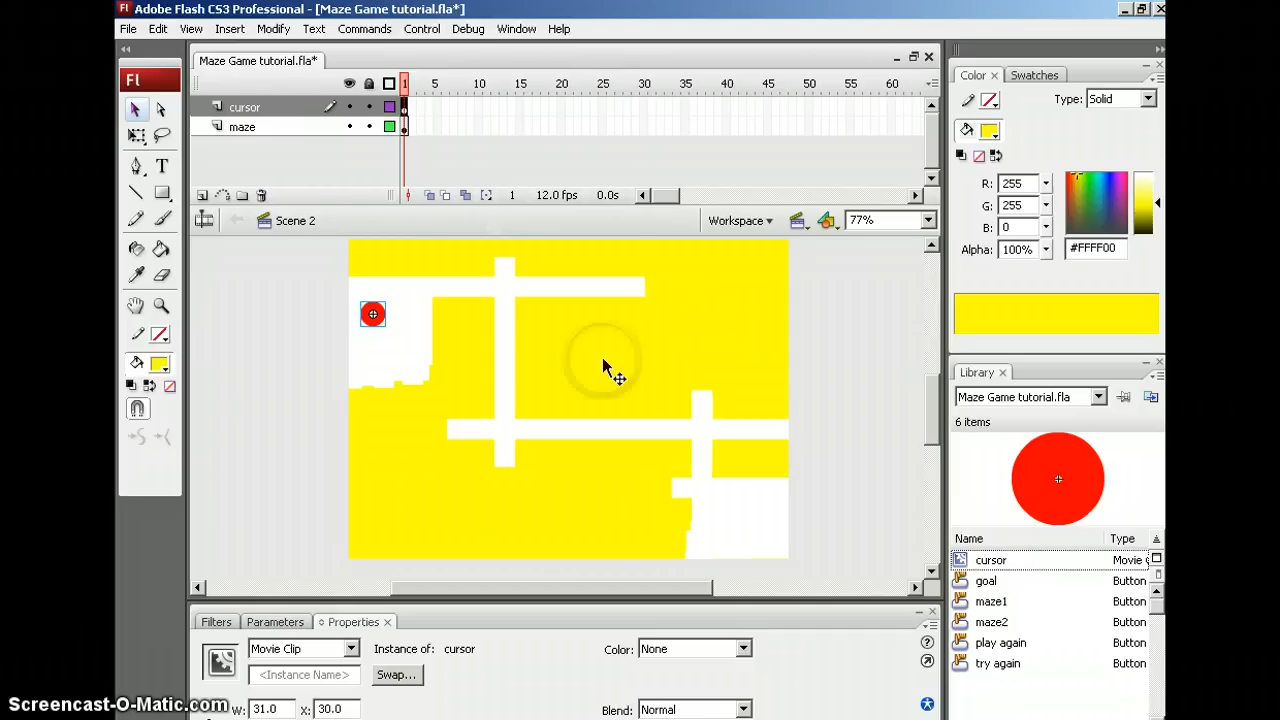 Fl Adobe Flash CS3 Professional - [Maze Game tutorial.fla*]
File Edit View Insert Modify Text Commands Control Debug Window Help
Fl
Maze Game tutorial.fla*
1 5 10 15 20 25 30 35 40 45 50 55 60
cursor
maze
1 12.0 fps 0.0s
Scene 2 Workspace 77%
Color Swatches
Type: Solid
R: 255
G: 255
B: 0
Alpha: 100% #FFFF00
Library
Maze Game tutorial.fla
6 items
Name Type
cursor Movie
goal Button
maze1 Button
maze2 Button
play again Button
try again Button
Filters Parameters Properties
Movie Clip Instance of: cursor Color: None
<Instance Name> Swap...
W: 31.0 X: 30.0 Blend: Normal
Screencast-O-Matic.com